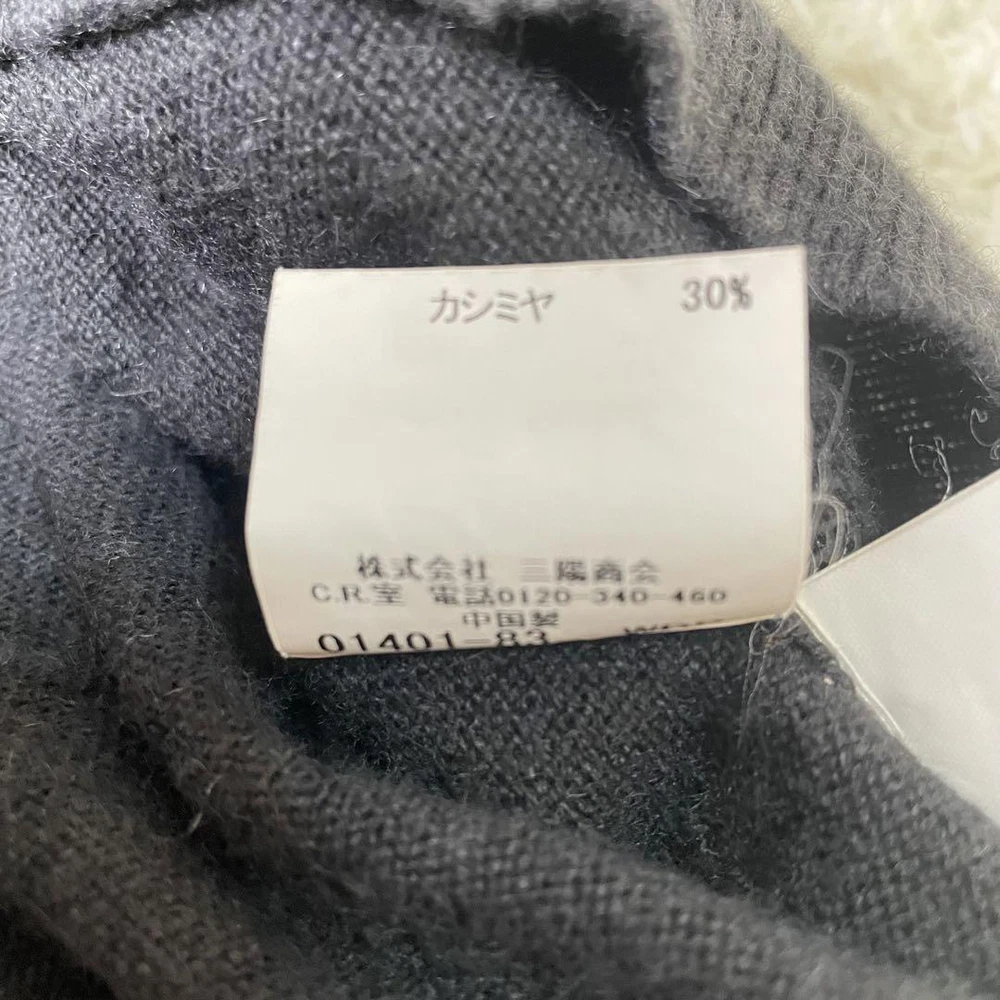 カシミヤ 30%
株式会社 三陽商会
C.R.室 電話0120-340-460
中国製
01401-83